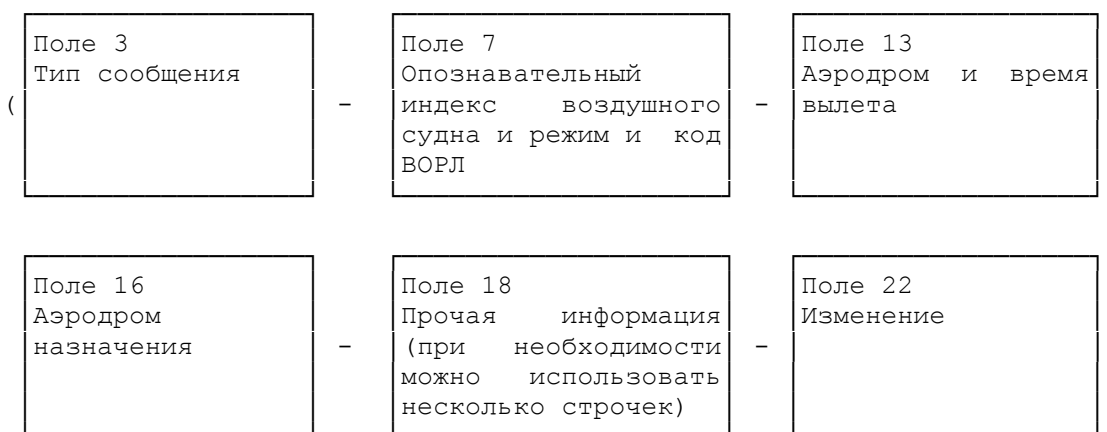 Поле 3
Тип сообщения
(
-
Поле 7
Опознавательный
индекс воздушного
судна и режим и код
ВОРЛ
-
Поле 13
Аэродром и время
вылета
Поле 16
Аэродром
назначения
-
Поле 18
Прочая информация
(при необходимости
можно использовать
несколько строчек)
-
Поле 22
Изменение